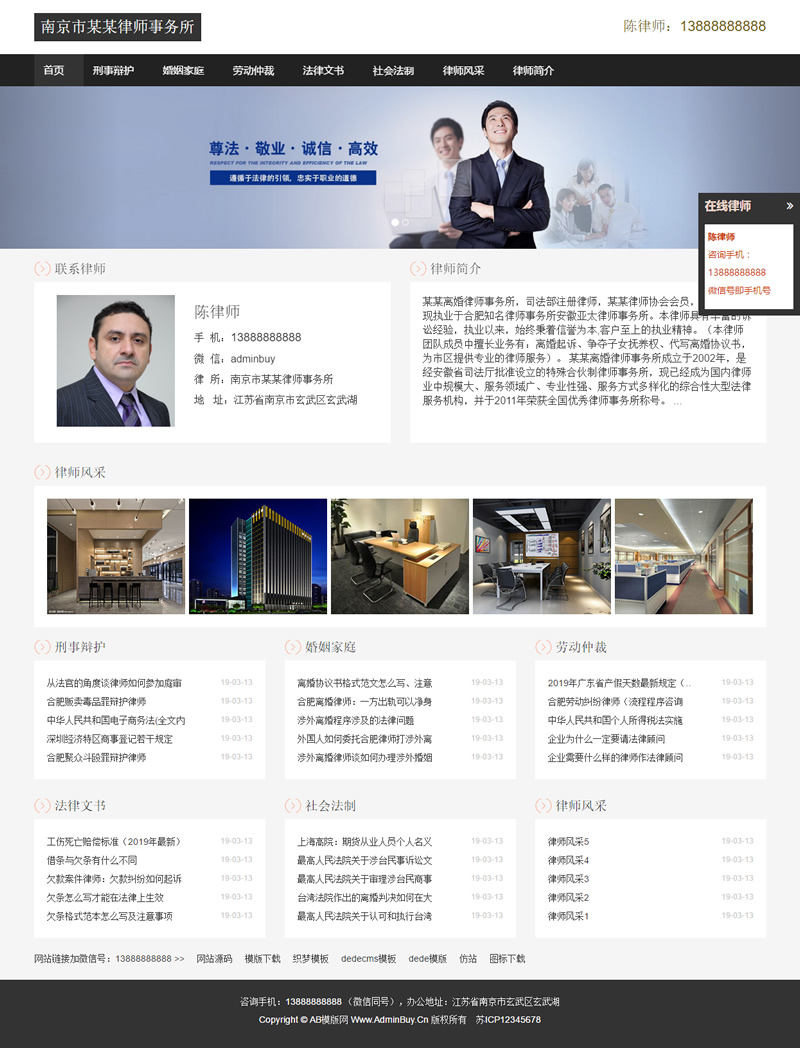 南京市某某律师事务所
陈律师：13888888888
首页 刑事辩护 婚姻家庭 劳动仲裁 法律文书 社会法制 律师风采 律师简介
尊法·敬业·诚信·高效
RESPECT FOR THE INTEGRITY AND EFFICIENCY OF THE LAW
遵循于法律的引领，忠实于职业的道德
在线律师 »
陈律师
咨询手机：
13888888888
微信号即手机号
联系律师
陈律师
手 机：13888888888
微 信：adminbuy
律 所：南京市某某律师事务所
地 址：江苏省南京市玄武区玄武湖
律师简介
某某离婚律师事务所，司法部注册律师，某某律师协会会员，
现执业于合肥知名律师事务所安徽亚太律师事务所。本律师具有丰富的诉
讼经验，执业以来，始终秉着信誉为本,客户至上的执业精神。（本律师
团队成员中擅长业务有：离婚起诉、争夺子女抚养权、代写离婚协议书，
为市区提供专业的律师服务）。 某某离婚律师事务所成立于2002年，是
经安徽省司法厅批准设立的特殊合伙制律师事务所，现已经成为国内律师
业中规模大、服务领域广、专业性强、服务方式多样化的综合性大型法律
服务机构，并于2011年荣获全国优秀律师事务所称号。 ...
律师风采
刑事辩护
从法官的角度谈律师如何参加庭审 19-03-13
合肥贩卖毒品罪辩护律师 19-03-13
中华人民共和国电子商务法(全文内 19-03-13
深圳经济特区商事登记若干规定 19-03-13
合肥聚众斗殴罪辩护律师 19-03-13
婚姻家庭
离婚协议书格式范文怎么写、注意 19-03-13
合肥离婚律师：一方出轨可以净身 19-03-13
涉外离婚程序涉及的法律问题 19-03-13
外国人如何委托合肥律师打涉外离 19-03-13
涉外离婚律师谈如何办理涉外婚姻 19-03-13
劳动仲裁
2019年广东省产假天数最新规定（.. 19-03-13
合肥劳动纠纷律师（浅程程序咨询 19-03-13
中华人民共和国个人所得税法实施 19-03-13
企业为什么一定要请法律顾问 19-03-13
企业需要什么样的律师作法律顾问 19-03-13
法律文书
工伤死亡赔偿标准（2019年最新） 19-03-13
借条与欠条有什么不同 19-03-13
欠款案件律师：欠款纠纷如何起诉 19-03-13
欠条怎么写才能在法律上生效 19-03-13
欠条格式范本怎么写及注意事项 19-03-13
社会法制
上海高院：期货从业人员个人名义 19-03-13
最高人民法院关于涉台民事诉讼文 19-03-13
最高人民法院关于审理涉台民商事 19-03-13
台湾法院作出的离婚判决如何在大 19-03-13
最高人民法院关于认可和执行台湾 19-03-13
律师风采
律师风采5 19-03-13
律师风采4 19-03-13
律师风采3 19-03-13
律师风采2 19-03-13
律师风采1 19-03-13
网站链接加微信号：13888888888 >> 网站源码 模版下载 织梦模板 dedecms模板 dede模版 仿站 图标下载
咨询手机：13888888888 （微信同号），办公地址：江苏省南京市玄武区玄武湖
Copyright © AB模版网 Www.AdminBuy.Cn 版权所有 苏ICP12345678